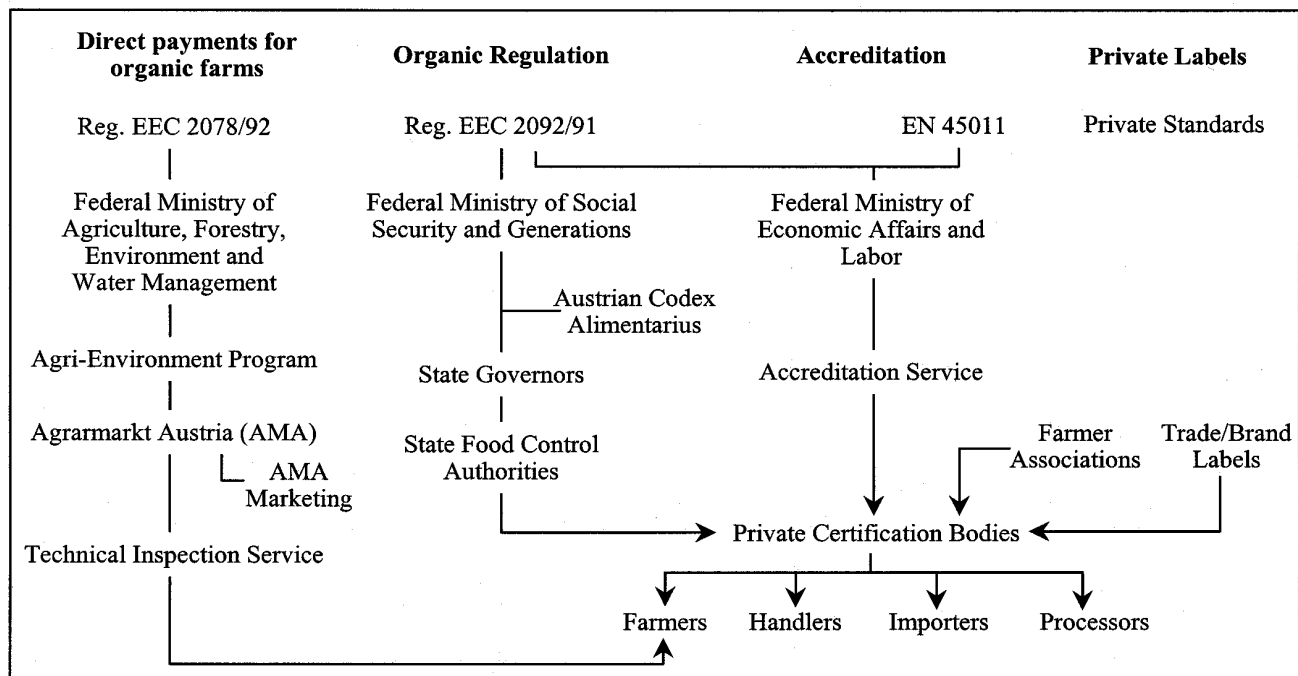 Direct payments for
organic farms
Organic Regulation
Accreditation
Private Labels
Reg. EEC 2078/92
Reg. EEC 2092/91
EN 45011
Private Standards
Federal Ministry of
Agriculture, Forestry,
Environment and
Water Management
Federal Ministry of Social
Security and Generations
Federal Ministry of
Economic Affairs and
Labor
Austrian Codex
Alimentarius
Agri-Environment Program
State Governors
Accreditation Service
Agrarmarkt Austria (AMA)
AMA
Marketing
State Food Control
Authorities
Farmer
Associations
Trade/Brand
Labels
Private Certification Bodies
Technical Inspection Service
Farmers
Handlers
Importers
Processors